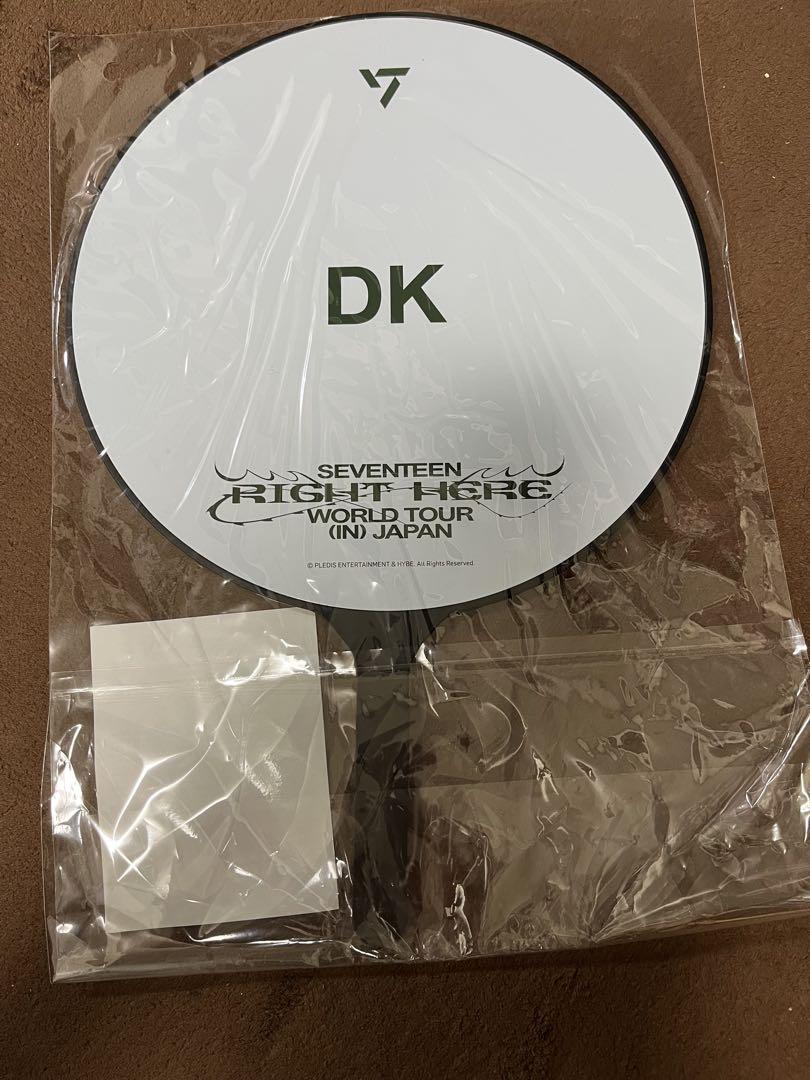 DK
SEVENTEEN
RIGHT HERE
WORLD TOUR
(IN) JAPAN
© PLEDIS ENTERTAINMENT & HYBE. All Rights Reserved.